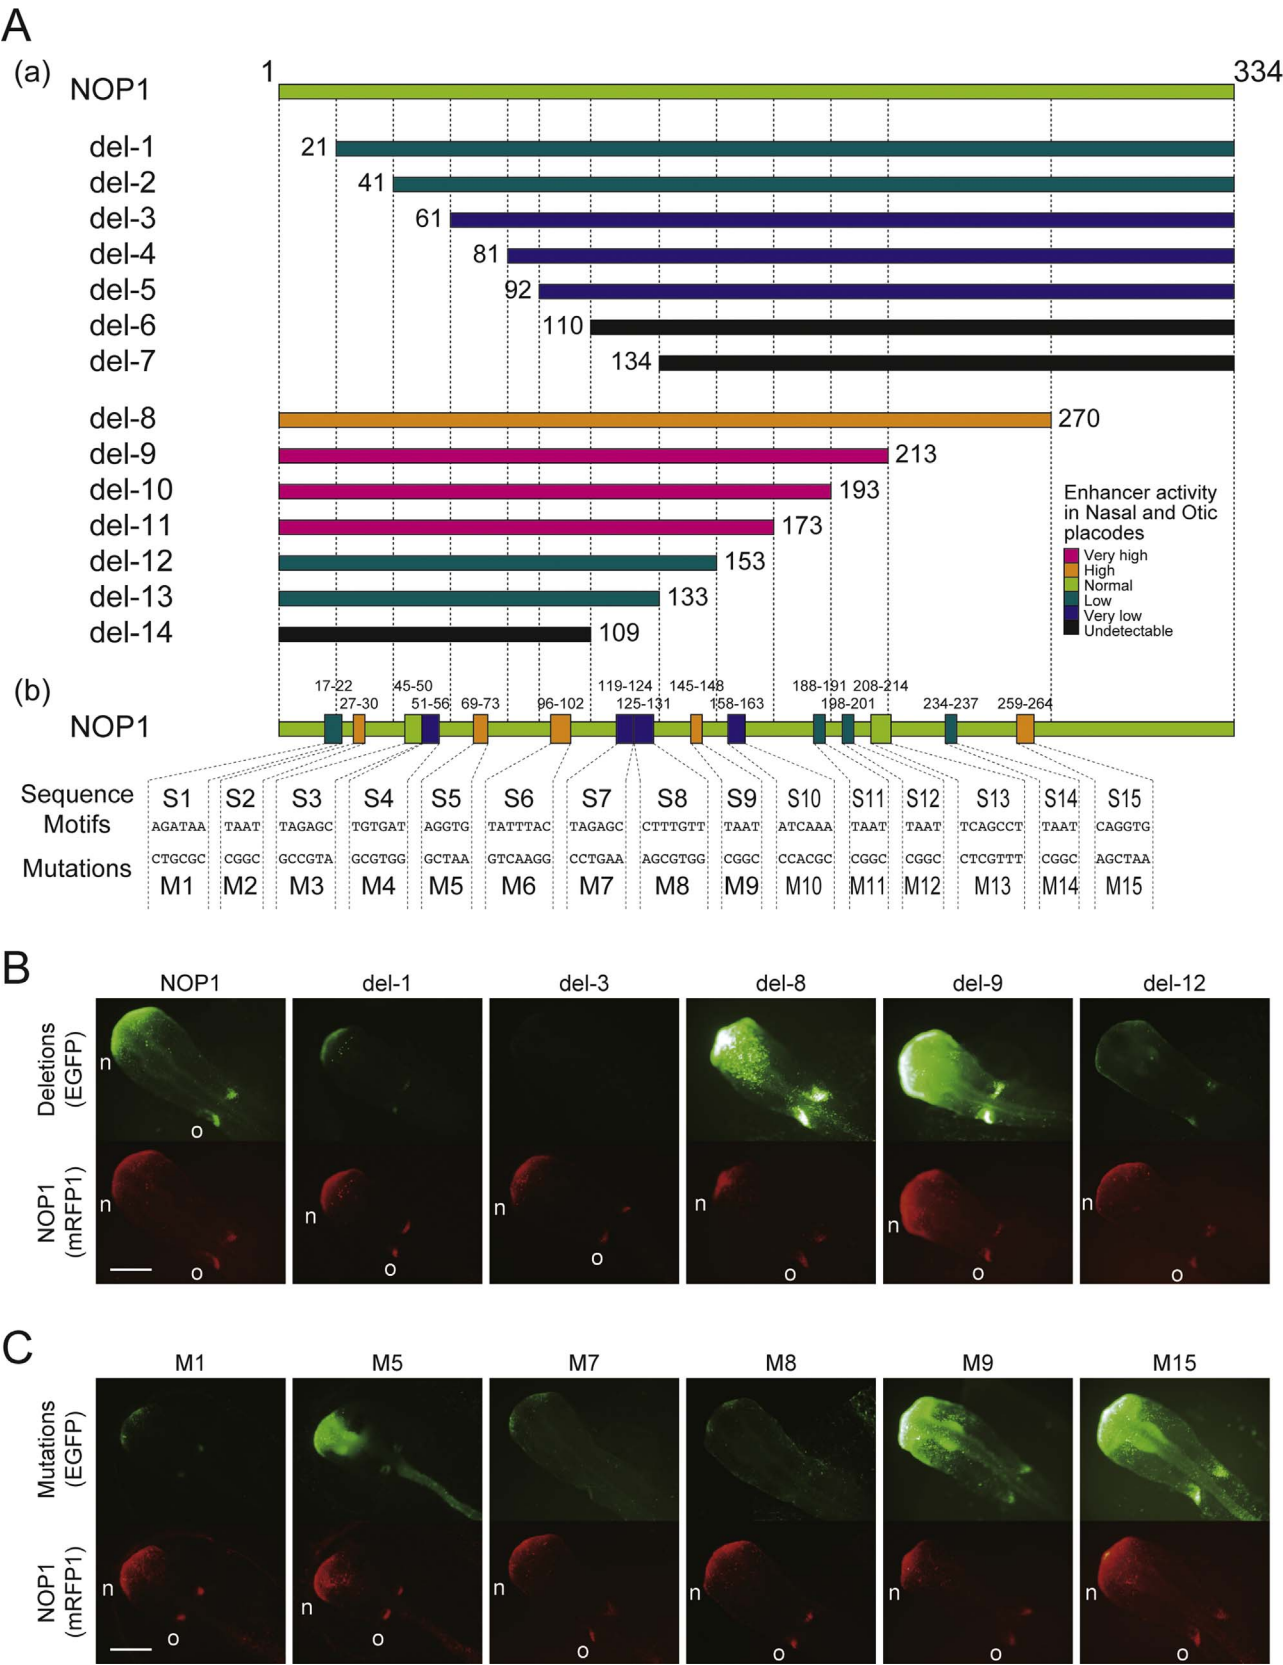 A
(a)
1 334
NOP1
del-1 21
del-2 41
del-3 61
del-4 81
del-5 92
del-6 110
del-7 134
del-8 270
del-9 213
del-10 193
del-11 173
del-12 153
del-13 133
del-14 109
Enhancer activity
in Nasal and Otic
placodes
Very high
High
Normal
Low
Very low
Undetectable
(b)
17-22 45-50 119-124 145-148 188-191 208-214
27-30 51-56 69-73 96-102 125-131 158-163 198-201 234-237 259-264
NOP1
Sequence
Motifs
S1 S2 S3 S4 S5 S6 S7 S8 S9 S10 S11 S12 S13 S14 S15
AGATAA TAAT TAGAGC TGTGAT AGGTG TATTTAC TAGAGC CTTTGTT TAAT ATCAAA TAAT TAAT TCAGCCT TAAT CAGGTG
Mutations
CTGCGC CGGC GCCGTA GCGTGG GCTAA GTCAAGG CCTGAA AGCGTGG CGGC CCACGC CGGC CGGC CTCGTTT CGGC AGCTAA
M1 M2 M3 M4 M5 M6 M7 M8 M9 M10 M11 M12 M13 M14 M15
B
NOP1 del-1 del-3 del-8 del-9 del-12
Deletions
(EGFP)
n
o
NOP1
(mRFP1)
n n n n n n
o o o o o o
C
M1 M5 M7 M8 M9 M15
Mutations
(EGFP)
NOP1
(mRFP1)
n n n n n n
o o o o o o